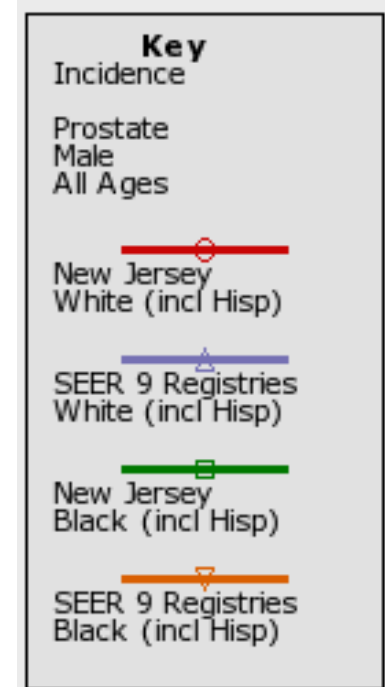 Key
Incidence
Prostate
Male
All Ages
New Jersey
White (incl Hisp)
SEER 9 Registries
White (incl Hisp)
New Jersey
Black (incl Hisp)
SEER 9 Registries
Black (incl Hisp)